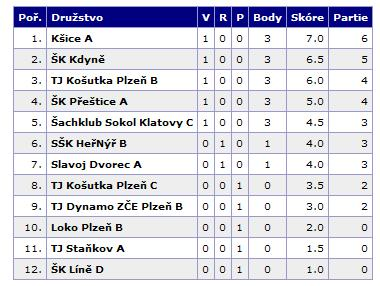 Poř. Družstvo V R P Body Skóre Partie
1. Kšice A 1 0 0 3 7.0 6
2. ŠK Kdyně 1 0 0 3 6.5 5
3. TJ Košutka Plzeň B 1 0 0 3 6.0 4
4. ŠK Přeštice A 1 0 0 3 5.0 4
5. Šachklub Sokol Klatovy C 1 0 0 3 4.5 3
6. SŠK HeřNýř B 0 1 0 1 4.0 3
7. Slavoj Dvorec A 0 1 0 1 4.0 3
8. TJ Košutka Plzeň C 0 0 1 0 3.5 2
9. TJ Dynamo ZČE Plzeň B 0 0 1 0 3.0 2
10. Loko Plzeň B 0 0 1 0 2.0 0
11. TJ Staňkov A 0 0 1 0 1.5 0
12. ŠK Líně D 0 0 1 0 1.0 0